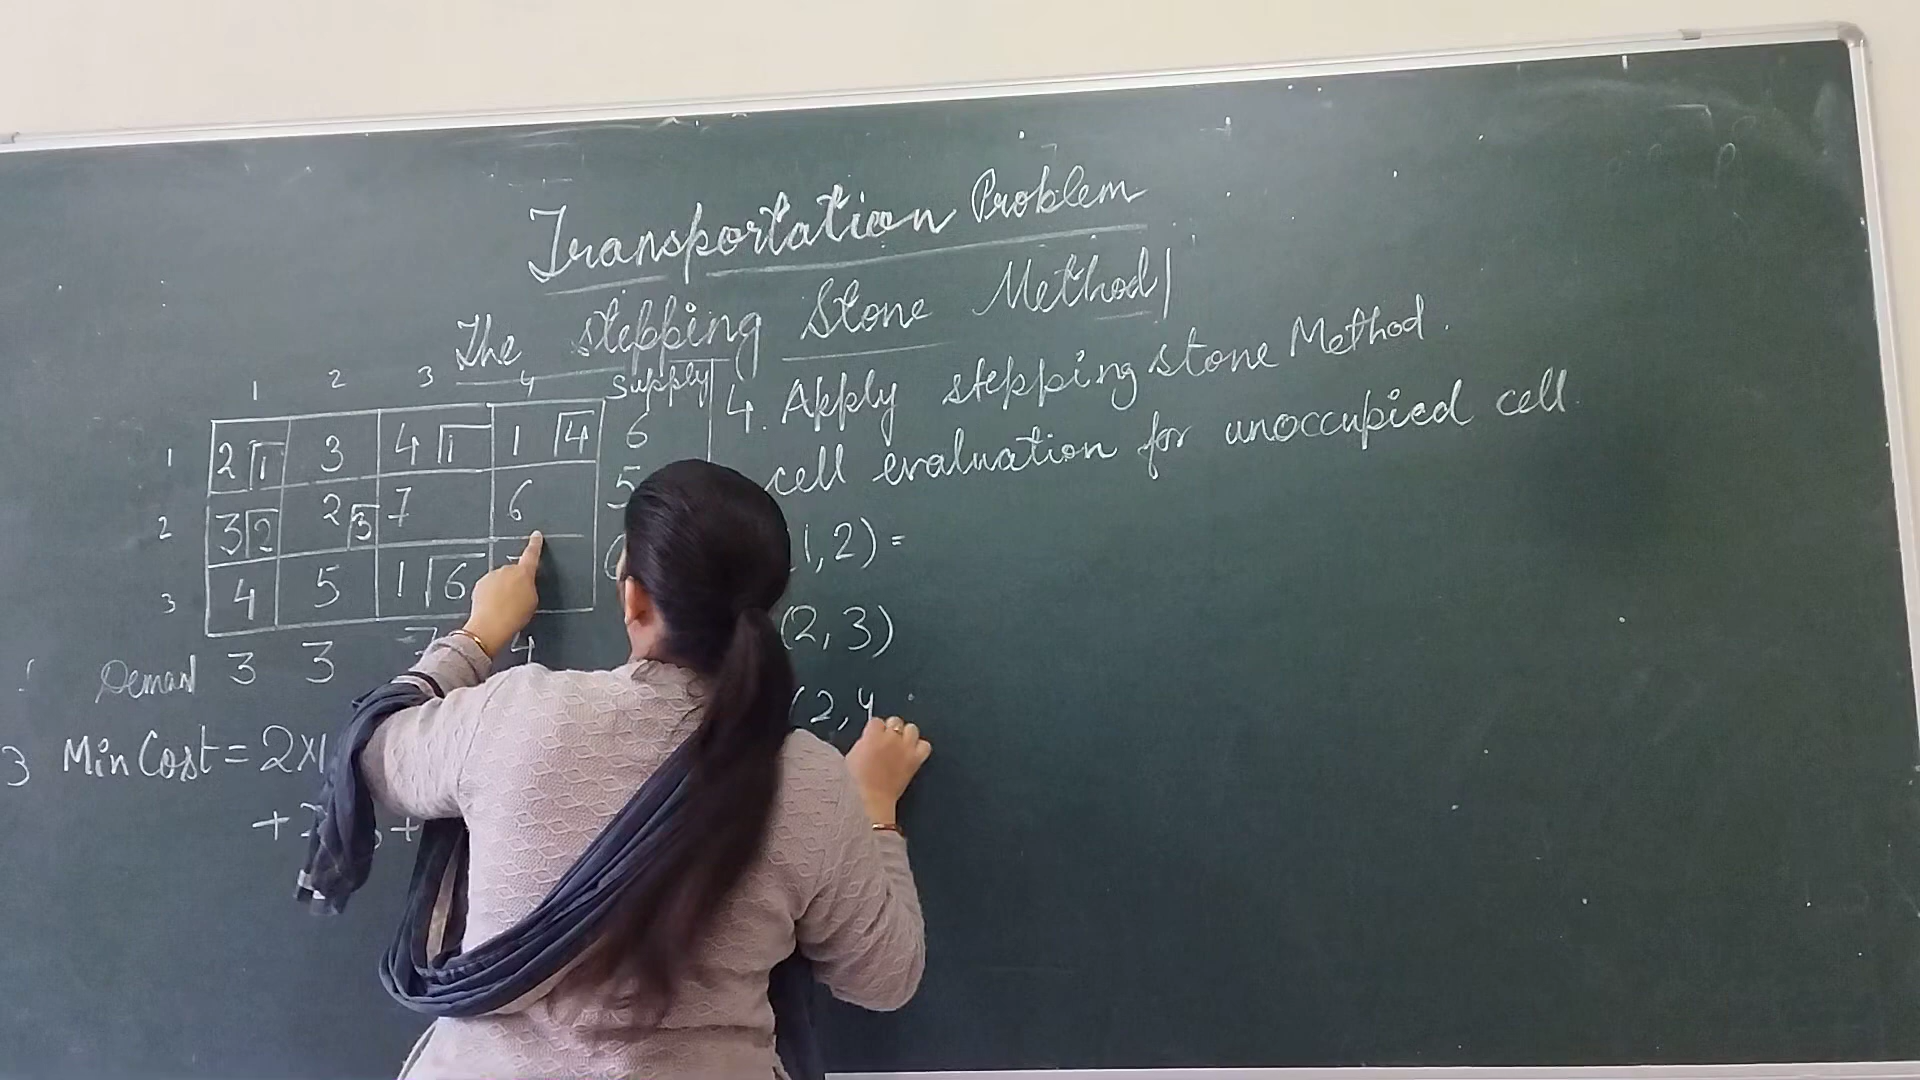 Transportation Problem
The stepping Stone Method
1 2 3 4 Supply
1 2 1 3 4 1 1 4 6
2 3 2 2 3 7 6 5
3 4 5 1 6
Demand 3 3 7 4
3 Min Cost = 2×1
+
4. Apply stepping stone Method.
cell evaluation for unoccupied cell
(1,2) =
(2,3)
(2,4